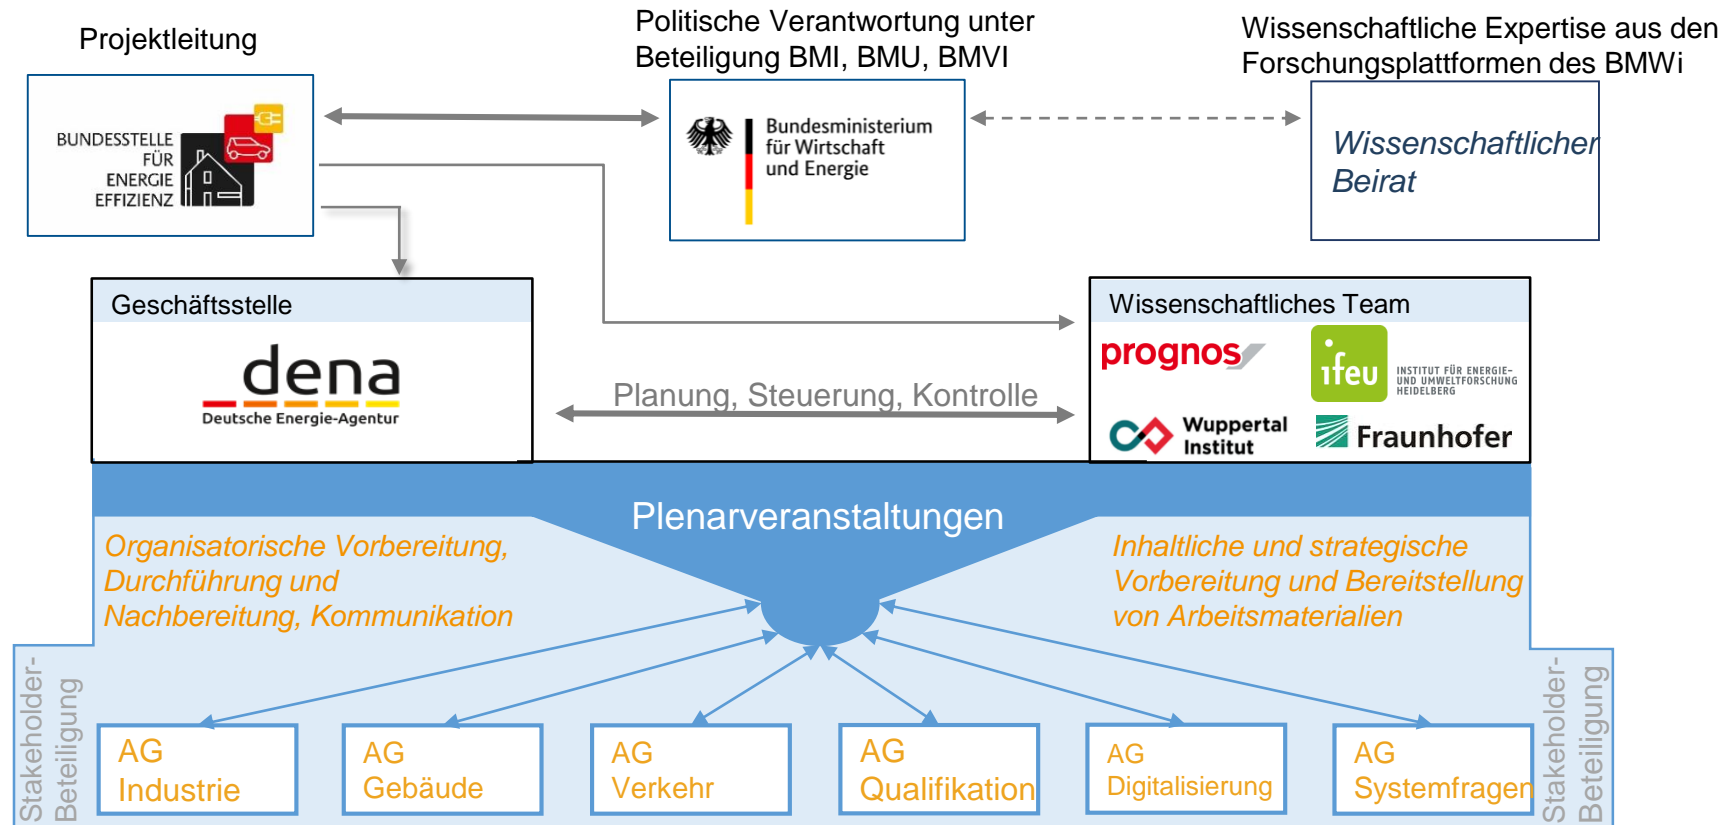 Projektleitung
Politische Verantwortung unter
Beteiligung BMI, BMU, BMVI
Wissenschaftliche Expertise aus den
Forschungsplattformen des BMWi
BUNDESSTELLE
FÜR
ENERGIE
EFFIZIENZ
Bundesministerium
für Wirtschaft
und Energie
Wissenschaftlicher
Beirat
Geschäftsstelle
dena
Deutsche Energie-Agentur
Planung, Steuerung, Kontrolle
Wissenschaftliches Team
prognos
ifeu
INSTITUT FÜR ENERGIE-
UND UMWELTFORSCHUNG
HEIDELBERG
Wuppertal
Institut
Fraunhofer
Plenarveranstaltungen
Organisatorische Vorbereitung,
Durchführung und
Nachbereitung, Kommunikation
Inhaltliche und strategische
Vorbereitung und Bereitstellung
von Arbeitsmaterialien
Stakeholder-
Beteiligung
AG
Industrie
AG
Gebäude
AG
Verkehr
AG
Qualifikation
AG
Digitalisierung
AG
Systemfragen
Stakeholder-
Beteiligung